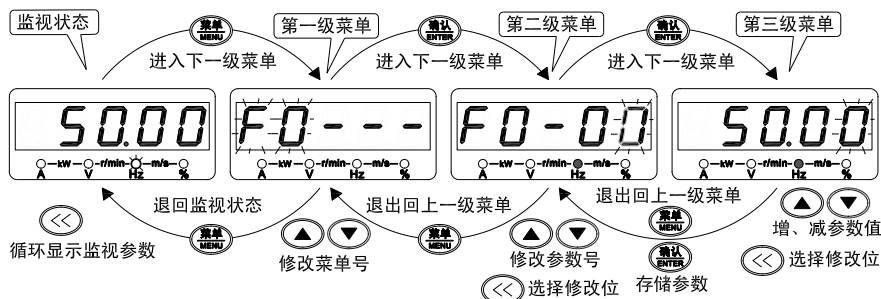 监视状态
菜单
MENU
第一级菜单
确认
ENTER
第二级菜单
确认
ENTER
第三级菜单
进入下一级菜单
进入下一级菜单
进入下一级菜单
50.00
F0---
F0-00
50.00
kW r/min m/s
A V Hz %
kW r/min m/s
A V Hz %
kW r/min m/s
A V Hz %
kW r/min m/s
A V Hz %
退回监视状态
退出回上一级菜单
退出回上一级菜单
<<
循环显示监视参数
菜单
MENU
▲ ▼
修改菜单号
菜单
MENU
▲ ▼
修改参数号
<< 选择修改位
菜单
MENU
确认
ENTER
存储参数
▲ ▼
增、减参数值
<< 选择修改位